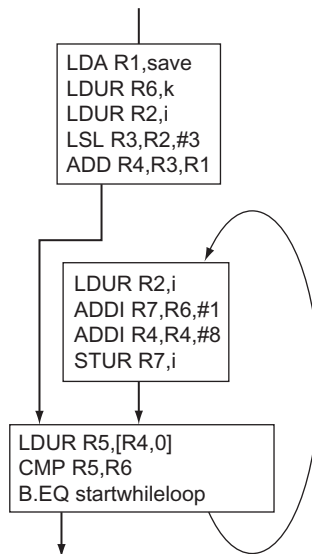 LDA R1,save
LDUR R6,k
LDUR R2,i
LSL R3,R2,#3
ADD R4,R3,R1
LDUR R2,i
ADDI R7,R6,#1
ADDI R4,R4,#8
STUR R7,i
LDUR R5,[R4,0]
CMP R5,R6
B.EQ startwhileloop